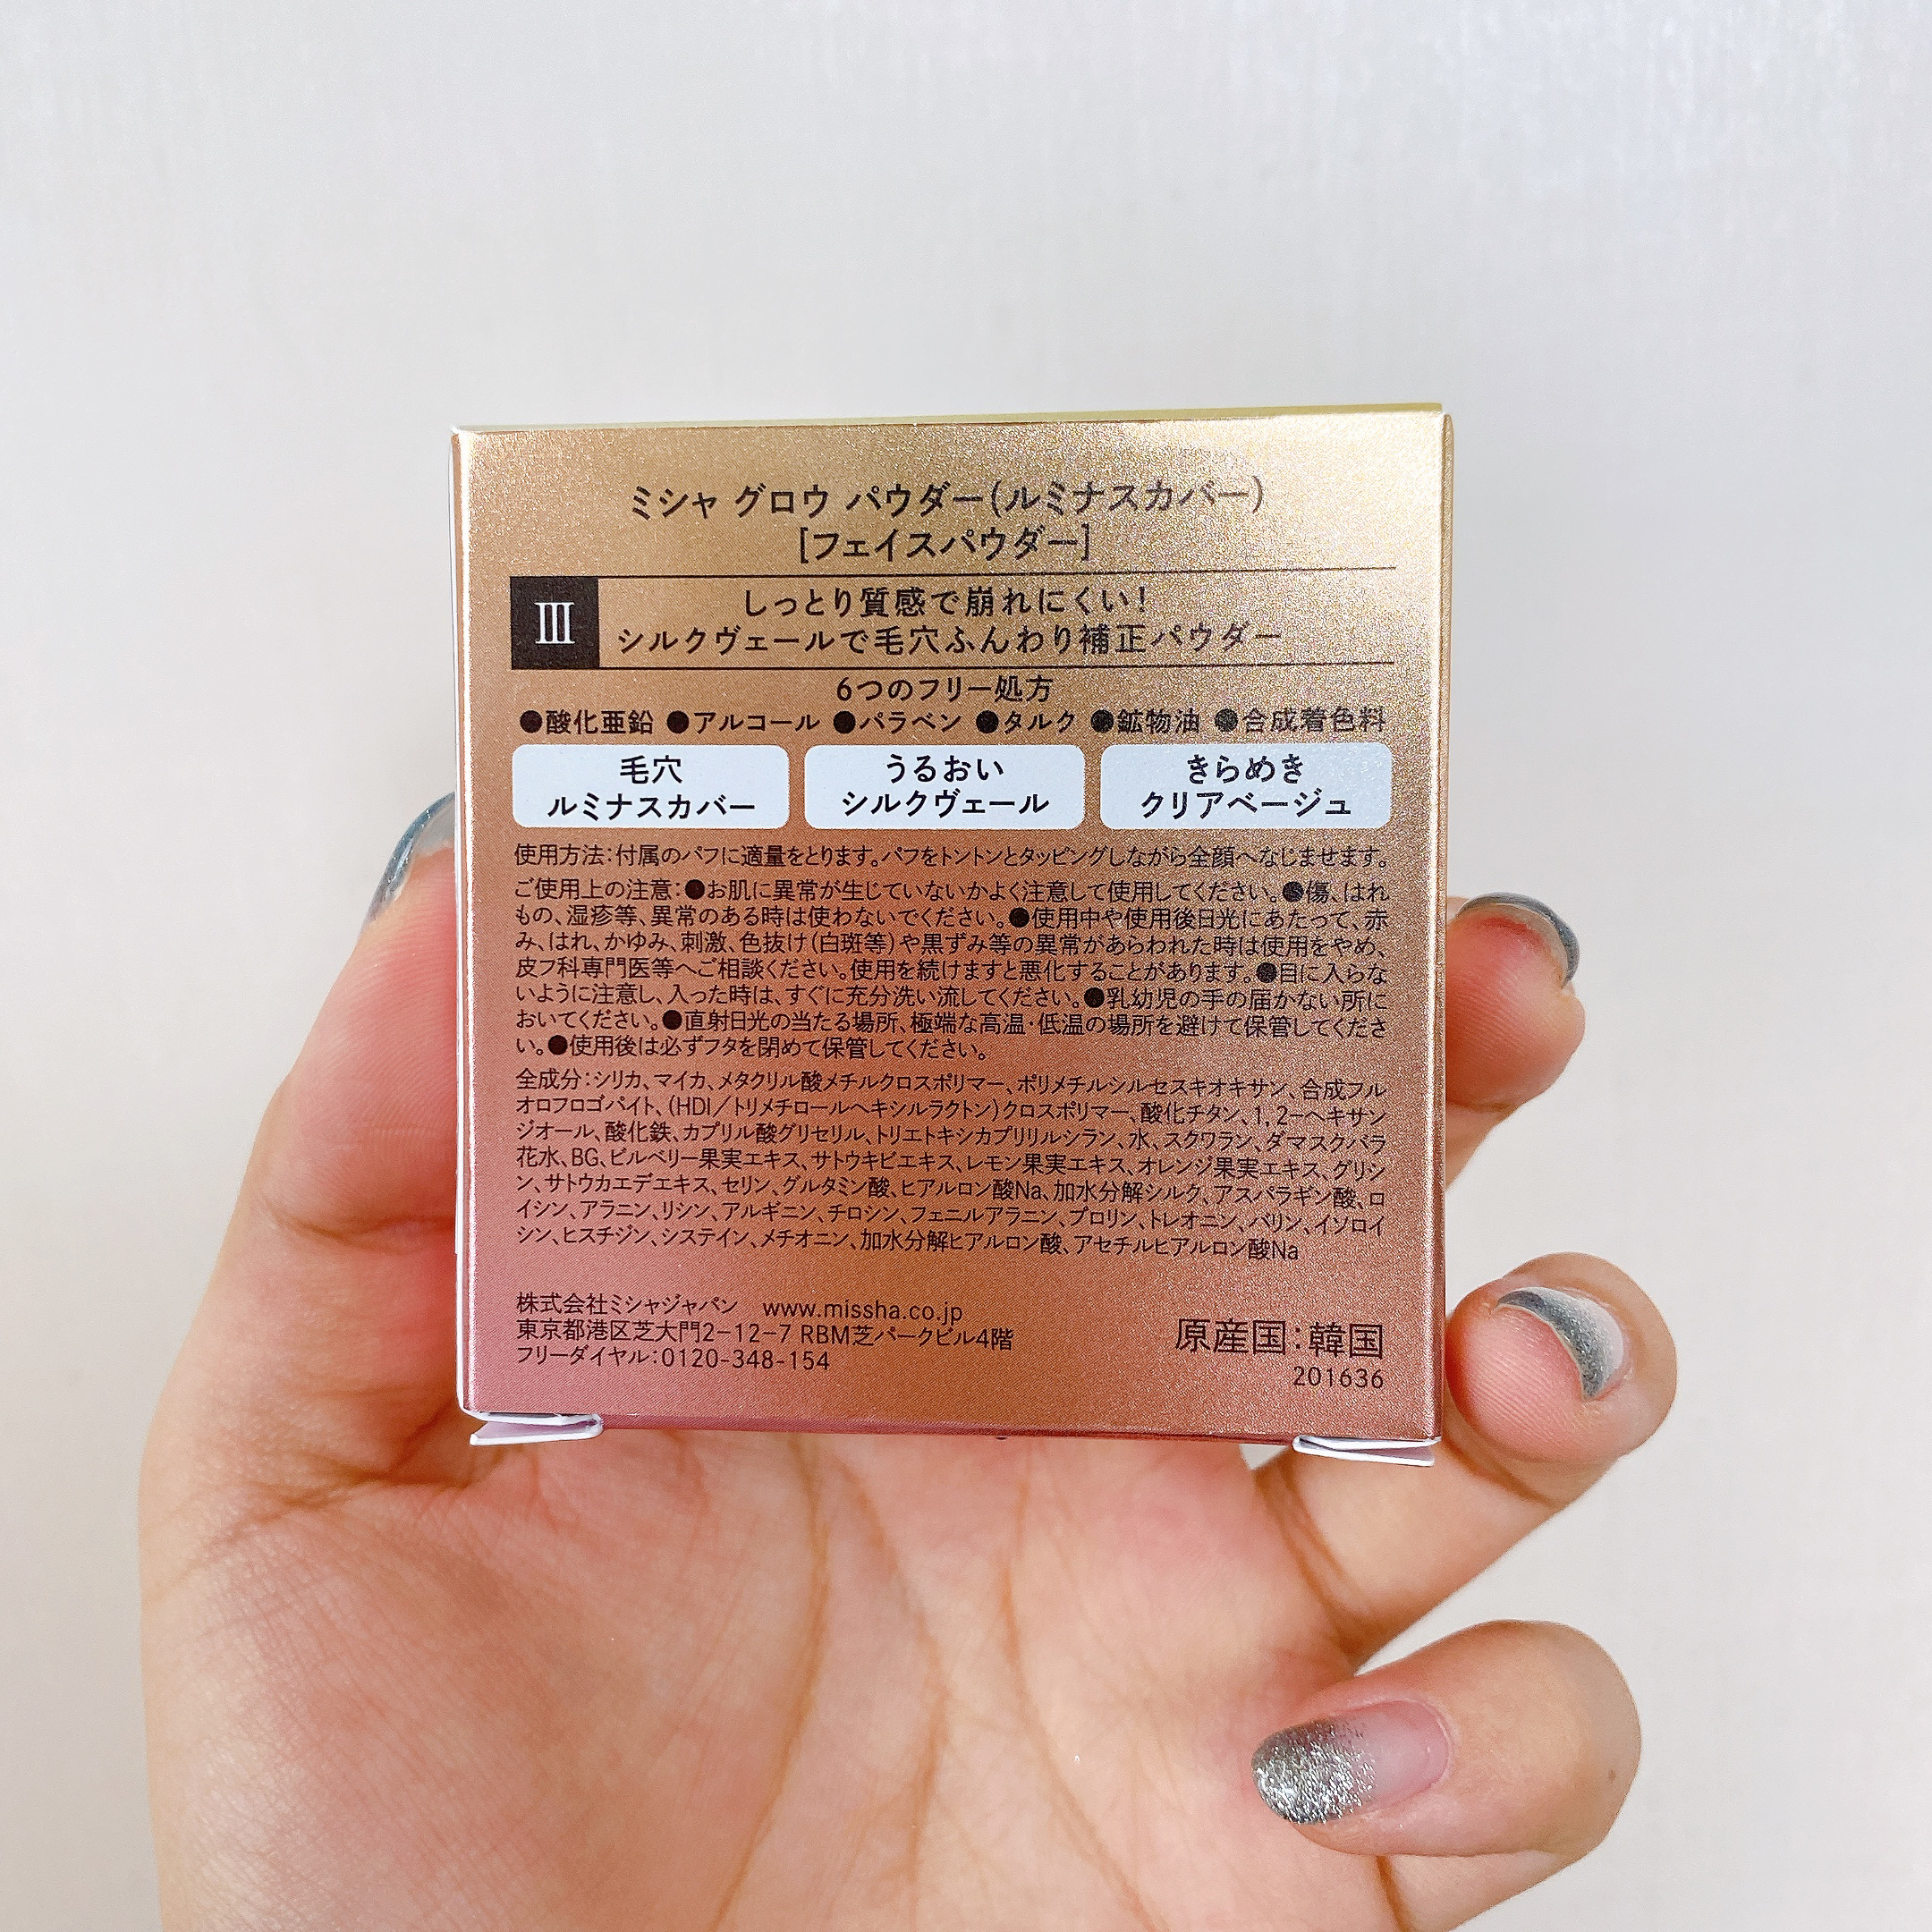 ミシャ グロウ パウダー(ルミナスカバー)
[フェイスパウダー]
Ⅲ
しっとり質感で崩れにくい!
シルクヴェールで毛穴ふんわり補正パウダー
6つのフリー処方
●酸化亜鉛 ●アルコール ●パラベン ●タルク ●鉱物油 ●合成着色料
毛穴
ルミナスカバー
うるおい
シルクヴェール
きらめき
クリアベージュ
使用方法:付属のパフに適量をとります。パフをトントンとタッピングしながら全顔へなじませます。
ご使用上の注意:●お肌に異常が生じていないかよく注意して使用してください。●傷、はれ
もの、湿疹等、異常のある時は使わないでください。●使用中や使用後日光にあたって、赤
み、はれ、かゆみ、刺激、色抜け(白斑等)や黒ずみ等の異常があらわれた時は使用をやめ、
皮フ科専門医等へご相談ください。使用を続けますと悪化することがあります。●目に入らな
いように注意し、入った時は、すぐに充分洗い流してください。●乳幼児の手の届かない所に
おいてください。●直射日光の当たる場所、極端な高温・低温の場所を避けて保管してくださ
い。●使用後は必ずフタを閉めて保管してください。
全成分:シリカ、マイカ、メタクリル酸メチルクロスポリマー、ポリメチルシルセスキオキサン、合成フル
オロフロゴパイト、(HDI/トリメチロールヘキシルラクトン)クロスポリマー、酸化チタン、1,2-ヘキサン
ジオール、酸化鉄、カプリル酸グリセリル、トリエトキシカプリリルシラン、水、スクワラン、ダマスクバラ
花水、BG、ビルベリー果実エキス、サトウキビエキス、レモン果実エキス、オレンジ果実エキス、グリシ
ン、サトウカエデエキス、セリン、グルタミン酸、ヒアルロン酸Na、加水分解シルク、アスパラギン酸、ロ
イシン、アラニン、リシン、アルギニン、チロシン、フェニルアラニン、プロリン、トレオニン、バリン、イソロイ
シン、ヒスチジン、システイン、メチオニン、加水分解ヒアルロン酸、アセチルヒアルロン酸Na
株式会社ミシャジャパン www.missha.co.jp
東京都港区芝大門2-12-7 RBM芝パークビル4階
フリーダイヤル:0120-348-154
原産国:韓国
201636